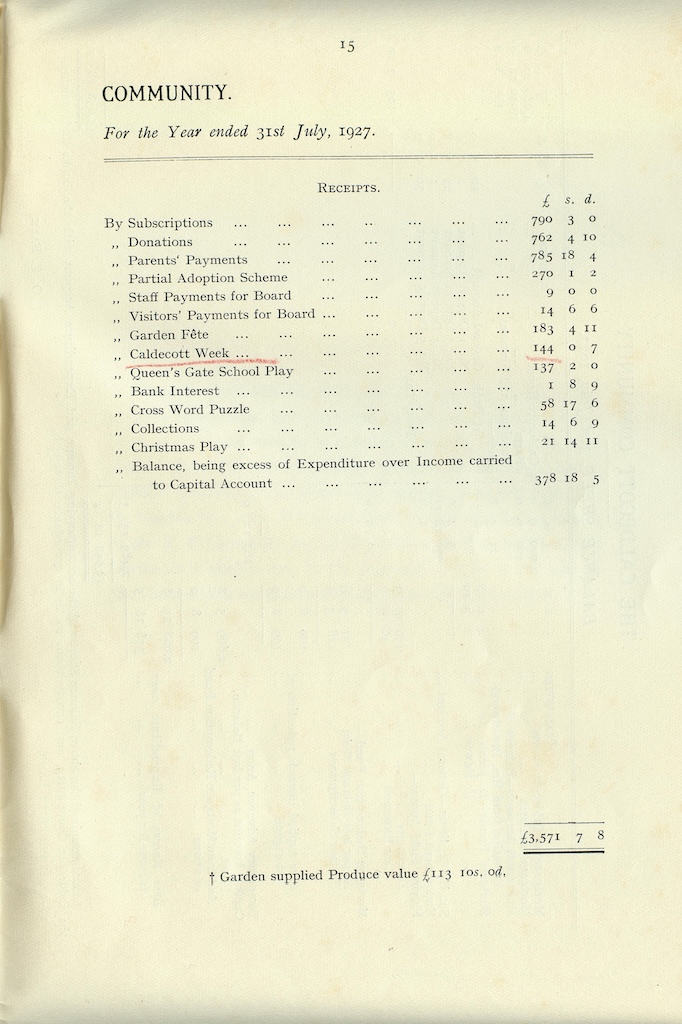 15
COMMUNITY.
For the Year ended 31st July, 1927.
RECEIPTS.
£ s. d.
By Subscriptions ... ... ... .. ... ... ... 790 3 0
,, Donations ... ... ... ... ... ... 762 4 10
,, Parents' Payments ... ... ... ... ... ... 785 18 4
,, Partial Adoption Scheme ... ... ... ... ... 270 1 2
,, Staff Payments for Board ... ... ... ... ... 9 0 0
,, Visitors' Payments for Board ... ... ... ... ... 14 6 6
,, Garden Fête ... ... ... ... ... ... ... 183 4 11
,, Caldecott Week ... ... ... ... ... ... ... 144 0 7
,, Queen's Gate School Play ... ... ... ... ... 137 2 0
,, Bank Interest ... ... ... ... ... ... ... 1 8 9
,, Cross Word Puzzle ... ... ... ... ... ... 58 17 6
,, Collections ... ... ... ... ... ... ... 14 6 9
,, Christmas Play ... ... ... ... ... ... ... 21 14 11
,, Balance, being excess of Expenditure over Income carried
to Capital Account ... ... ... ... ... ... 378 18 5
£3,571 7 8
† Garden supplied Produce value £113 10s. 0d.